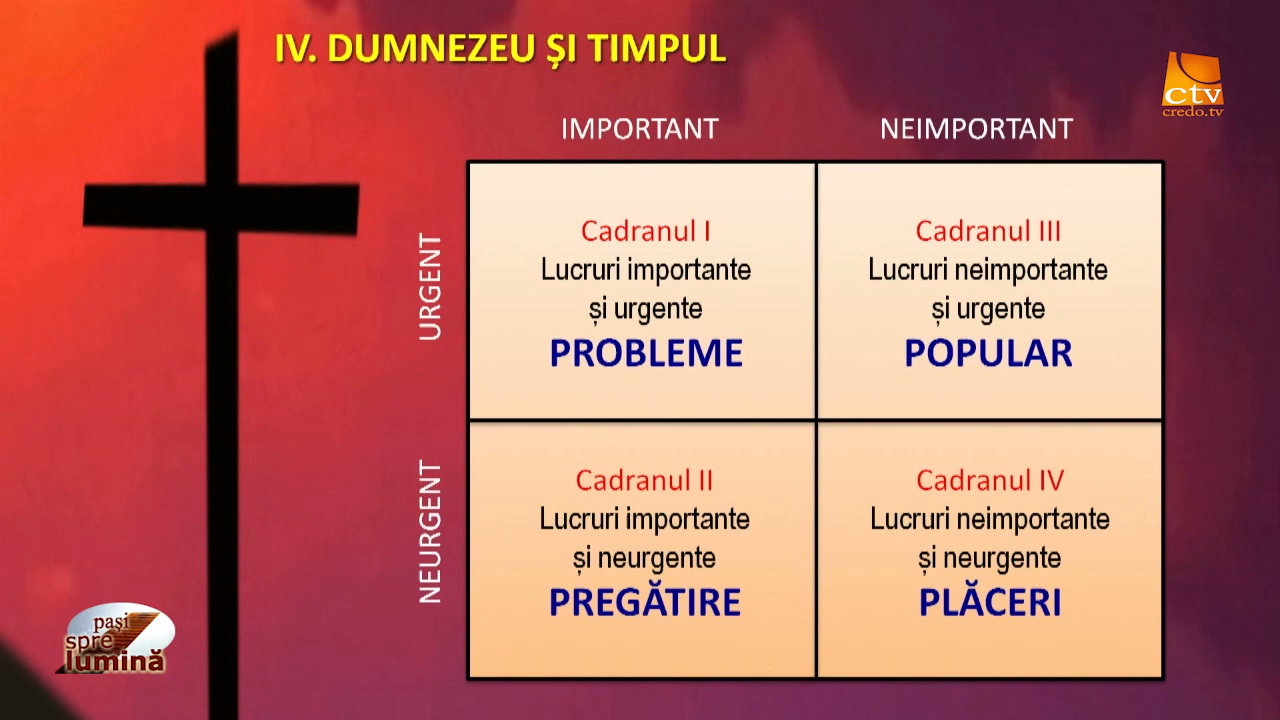 IV. DUMNEZEU ȘI TIMPUL
ctv
credo.tv
IMPORTANT
NEIMPORTANT
URGENT
Cadranul I
Lucruri importante
și urgente
PROBLEME
Cadranul III
Lucruri neimportante
și urgente
POPULAR
NEURGENT
Cadranul II
Lucruri importante
și neurgente
PREGĂTIRE
Cadranul IV
Lucruri neimportante
și neurgente
PLĂCERI
pași
spre
lumină